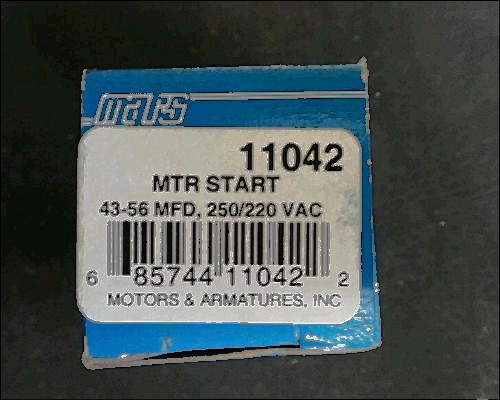 mars
11042
MTR START
43-56 MFD, 250/220 VAC
6 85744 11042 2
MOTORS & ARMATURES, INC